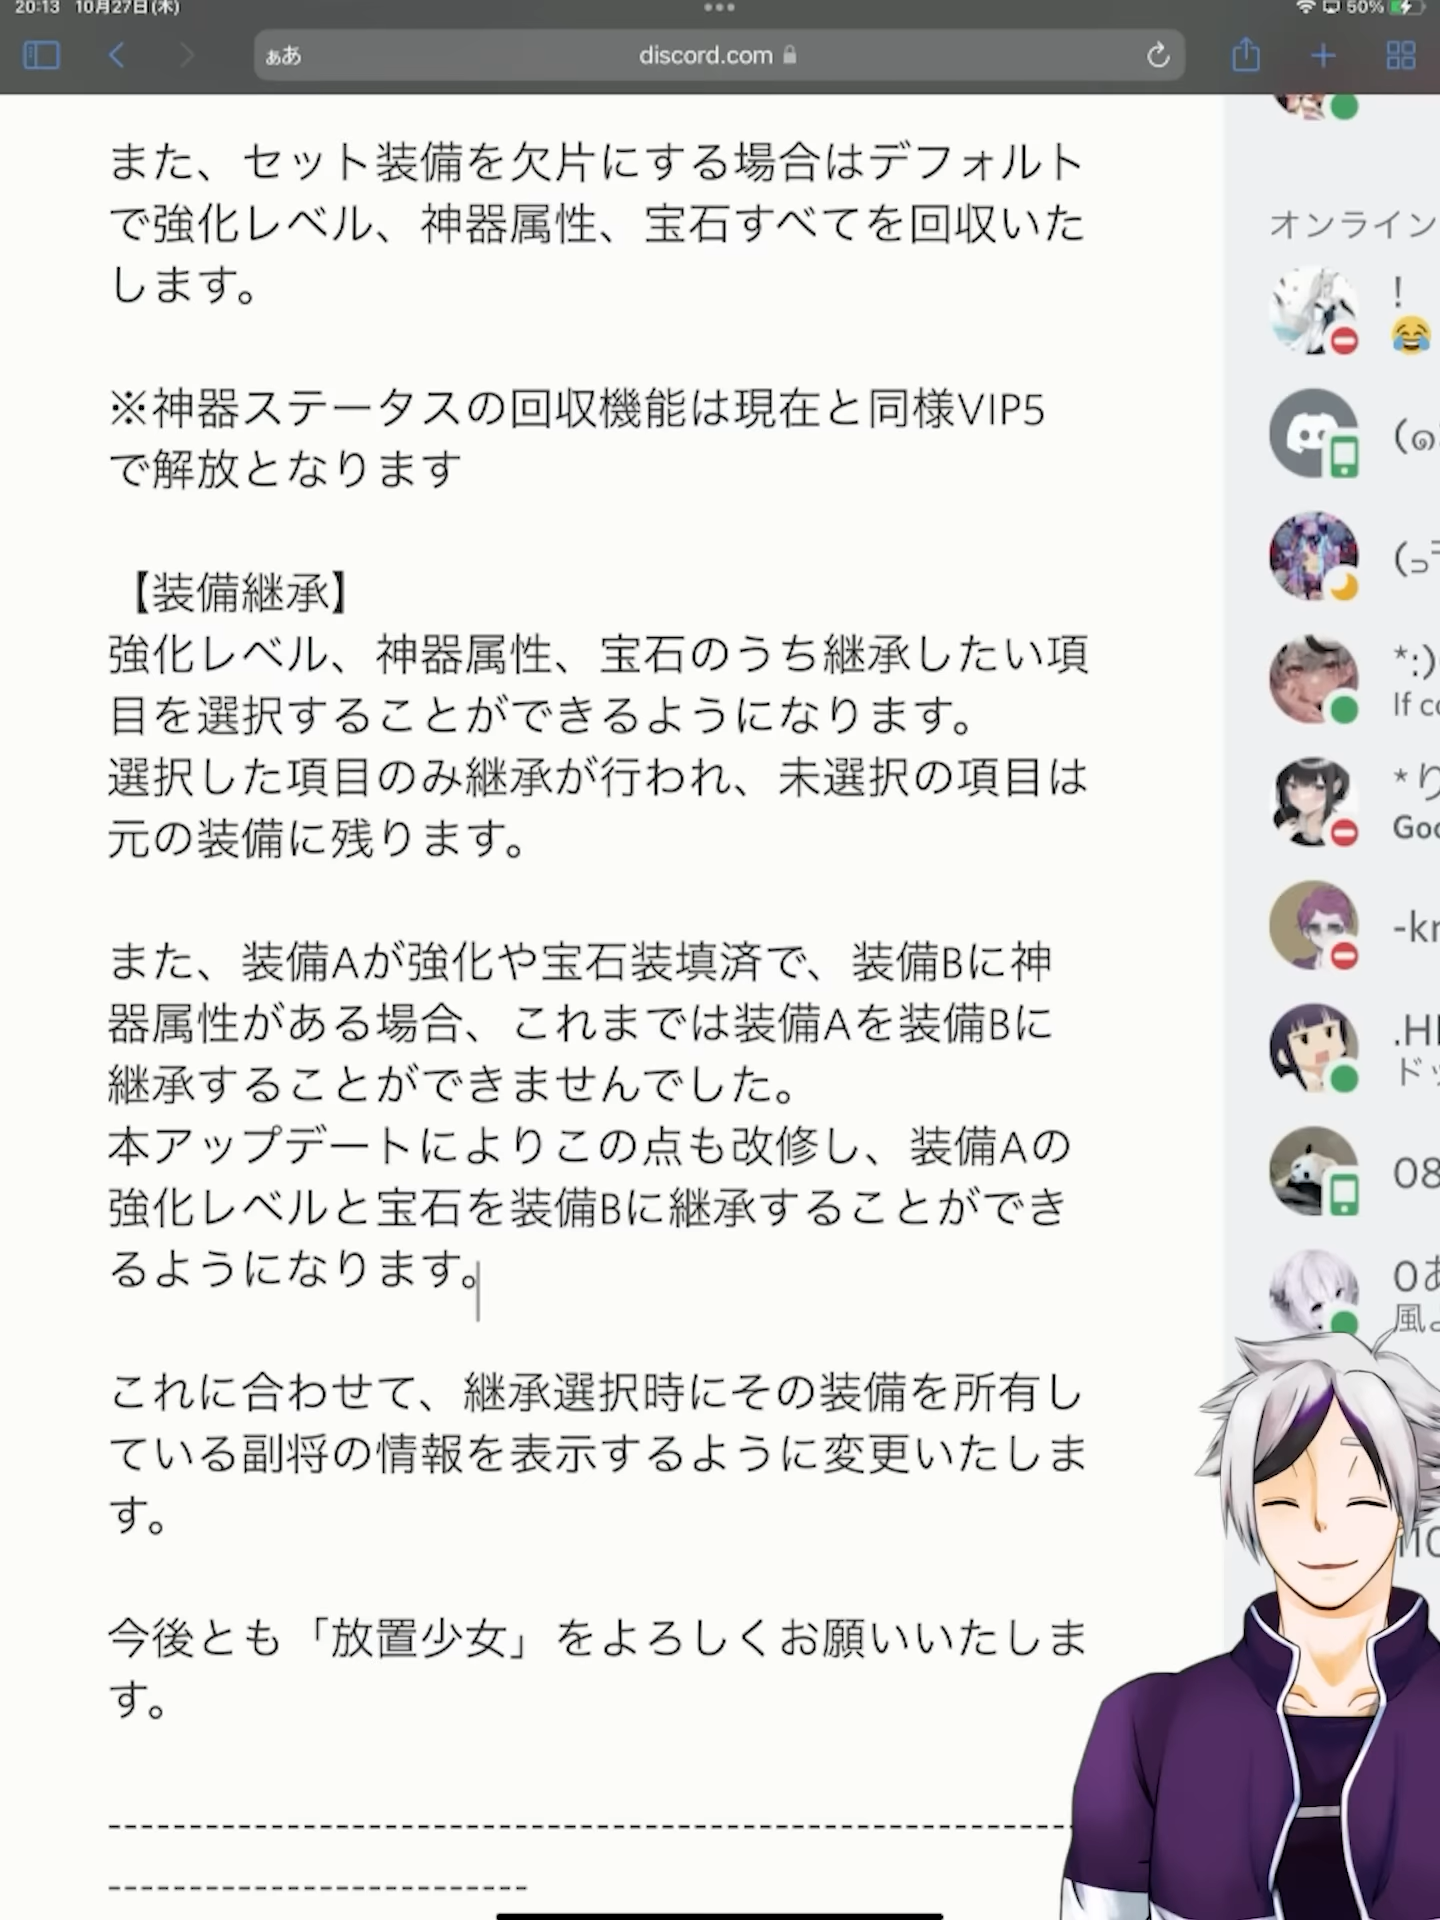 20:13 10月27日(木)
50%
ぁあ
discord.com
また、セット装備を欠片にする場合はデフォルト
で強化レベル、神器属性、宝石すべてを回収いた
します。
※神器ステータスの回収機能は現在と同様VIP5
で解放となります
【装備継承】
強化レベル、神器属性、宝石のうち継承したい項
目を選択することができるようになります。
選択した項目のみ継承が行われ、未選択の項目は
元の装備に残ります。
また、装備Aが強化や宝石装填済で、装備Bに神
器属性がある場合、これまでは装備Aを装備Bに
継承することができませんでした。
本アップデートによりこの点も改修し、装備Aの
強化レベルと宝石を装備Bに継承することができ
るようになります。
これに合わせて、継承選択時にその装備を所有し
ている副将の情報を表示するように変更いたしま
す。
今後とも「放置少女」をよろしくお願いいたしま
す。
--------------------------------------------------------
------------------------
オンライン
!
*:)
If
*り
-k
.H
ド
08
0あ
風